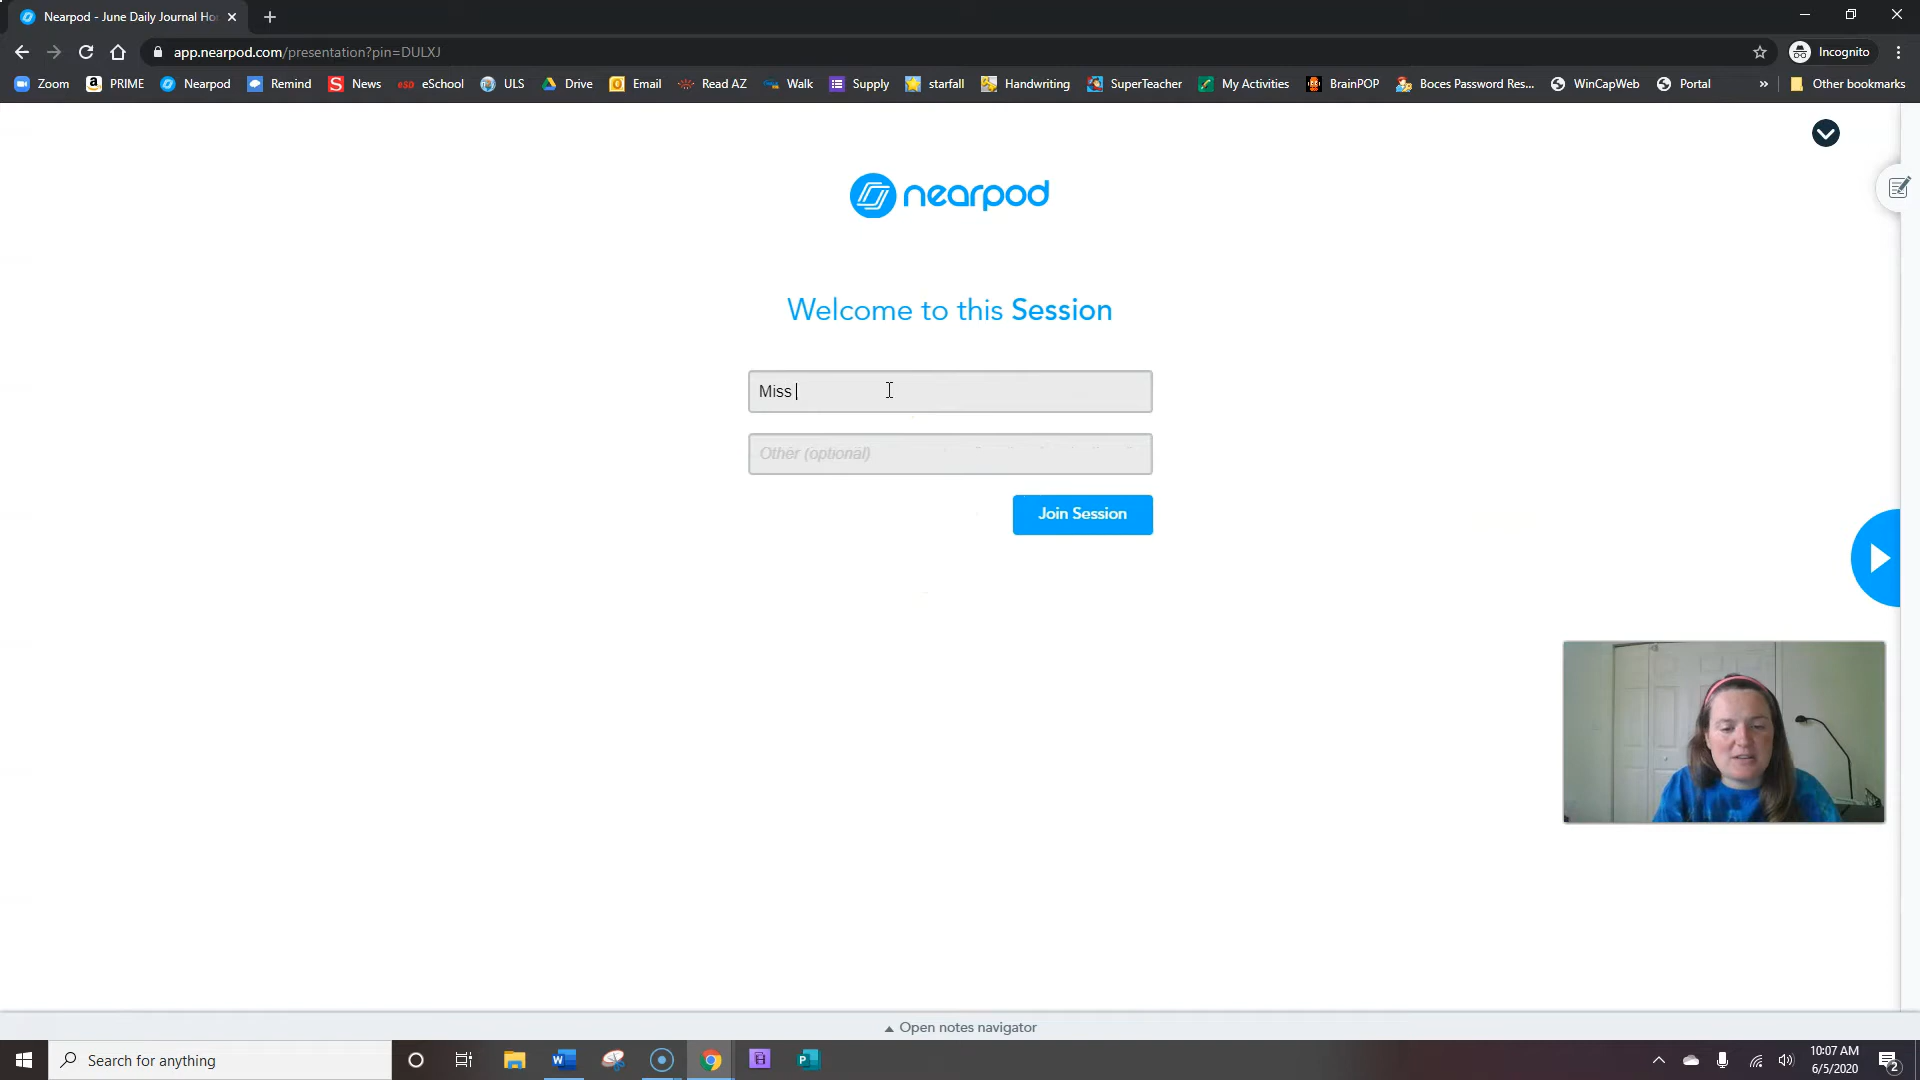 Nearpod - June Daily Journal Ho
app.nearpod.com/presentation?pin=DULXJ
Incognito
Zoom PRIME Nearpod Remind News esD eSchool ULS Drive Email Read AZ Walk Supply starfall Handwriting SuperTeacher My Activities BrainPOP Boces Password Res... WinCapWeb Portal » Other bookmarks
nearpod
Welcome to this Session
Miss
Other (optional)
Join Session
Open notes navigator
Search for anything
10:07 AM
6/5/2020
2